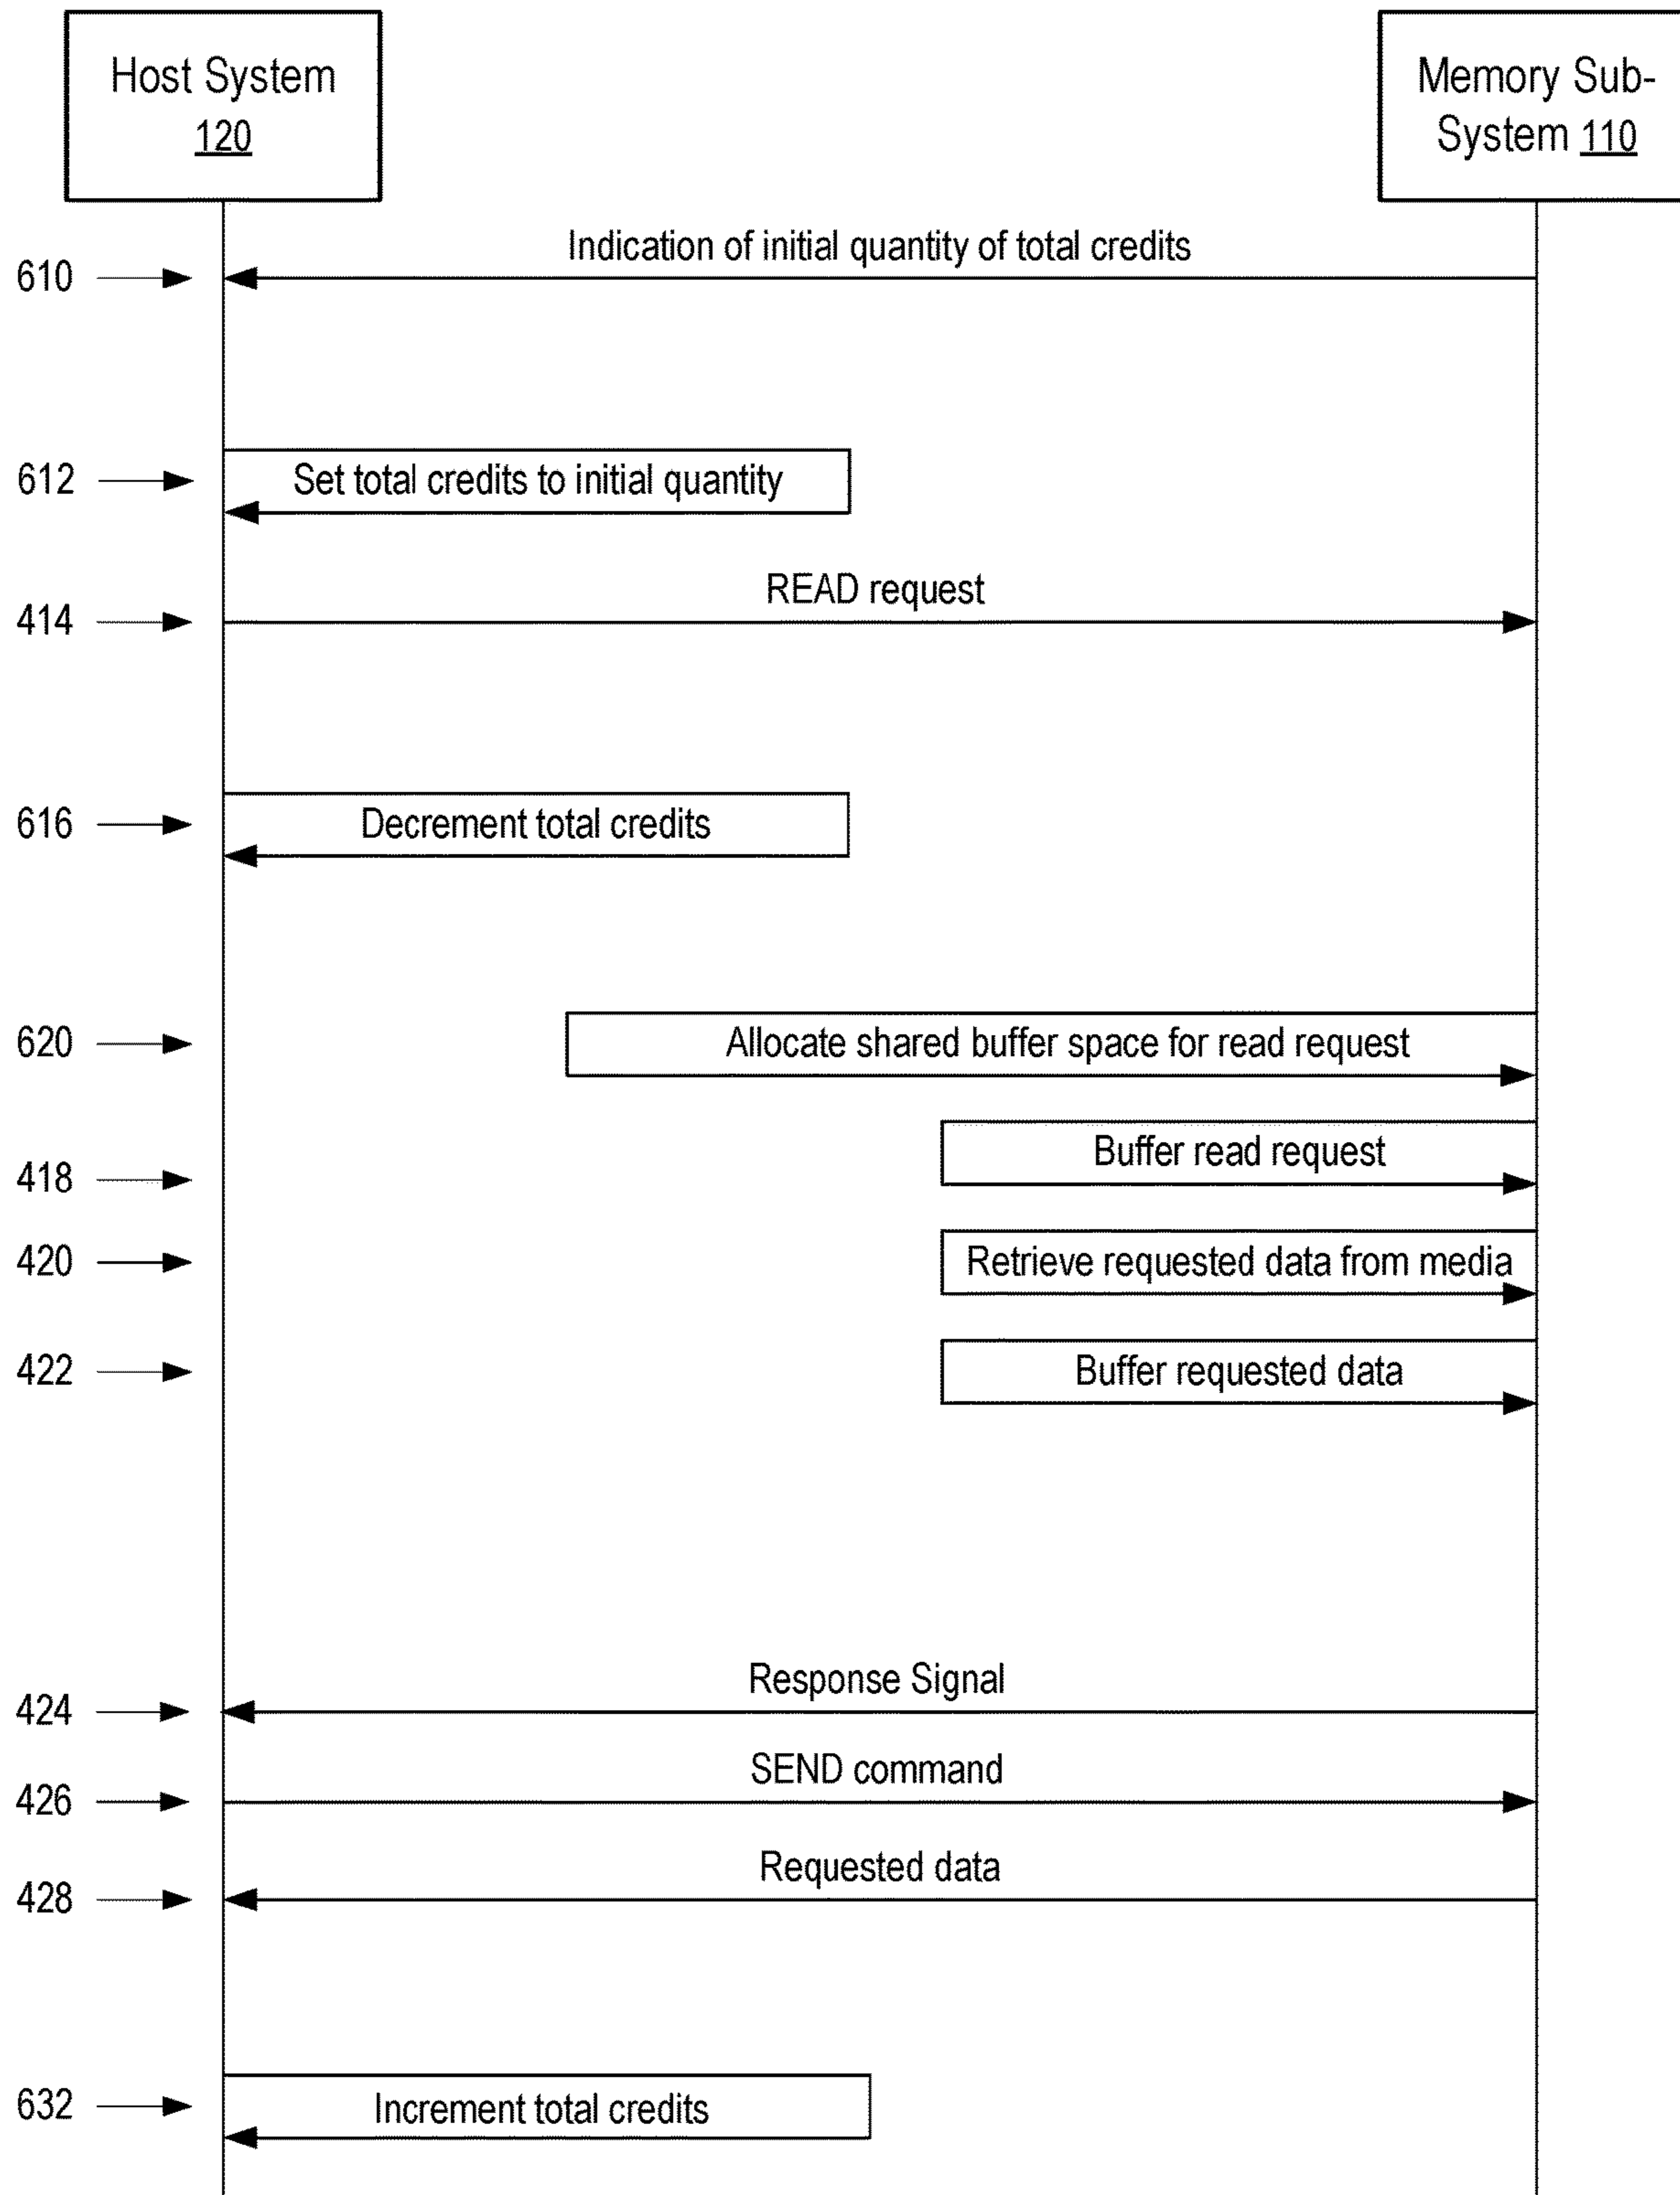 Host System
120
Memory Sub-
System 110
Indication of initial quantity of total credits
610
612
Set total credits to initial quantity
READ request
414
616
Decrement total credits
620
Allocate shared buffer space for read request
Buffer read request
418
420
Retrieve requested data from media
422
Buffer requested data
Response Signal
424
SEND command
426
Requested data
428
632
Increment total credits